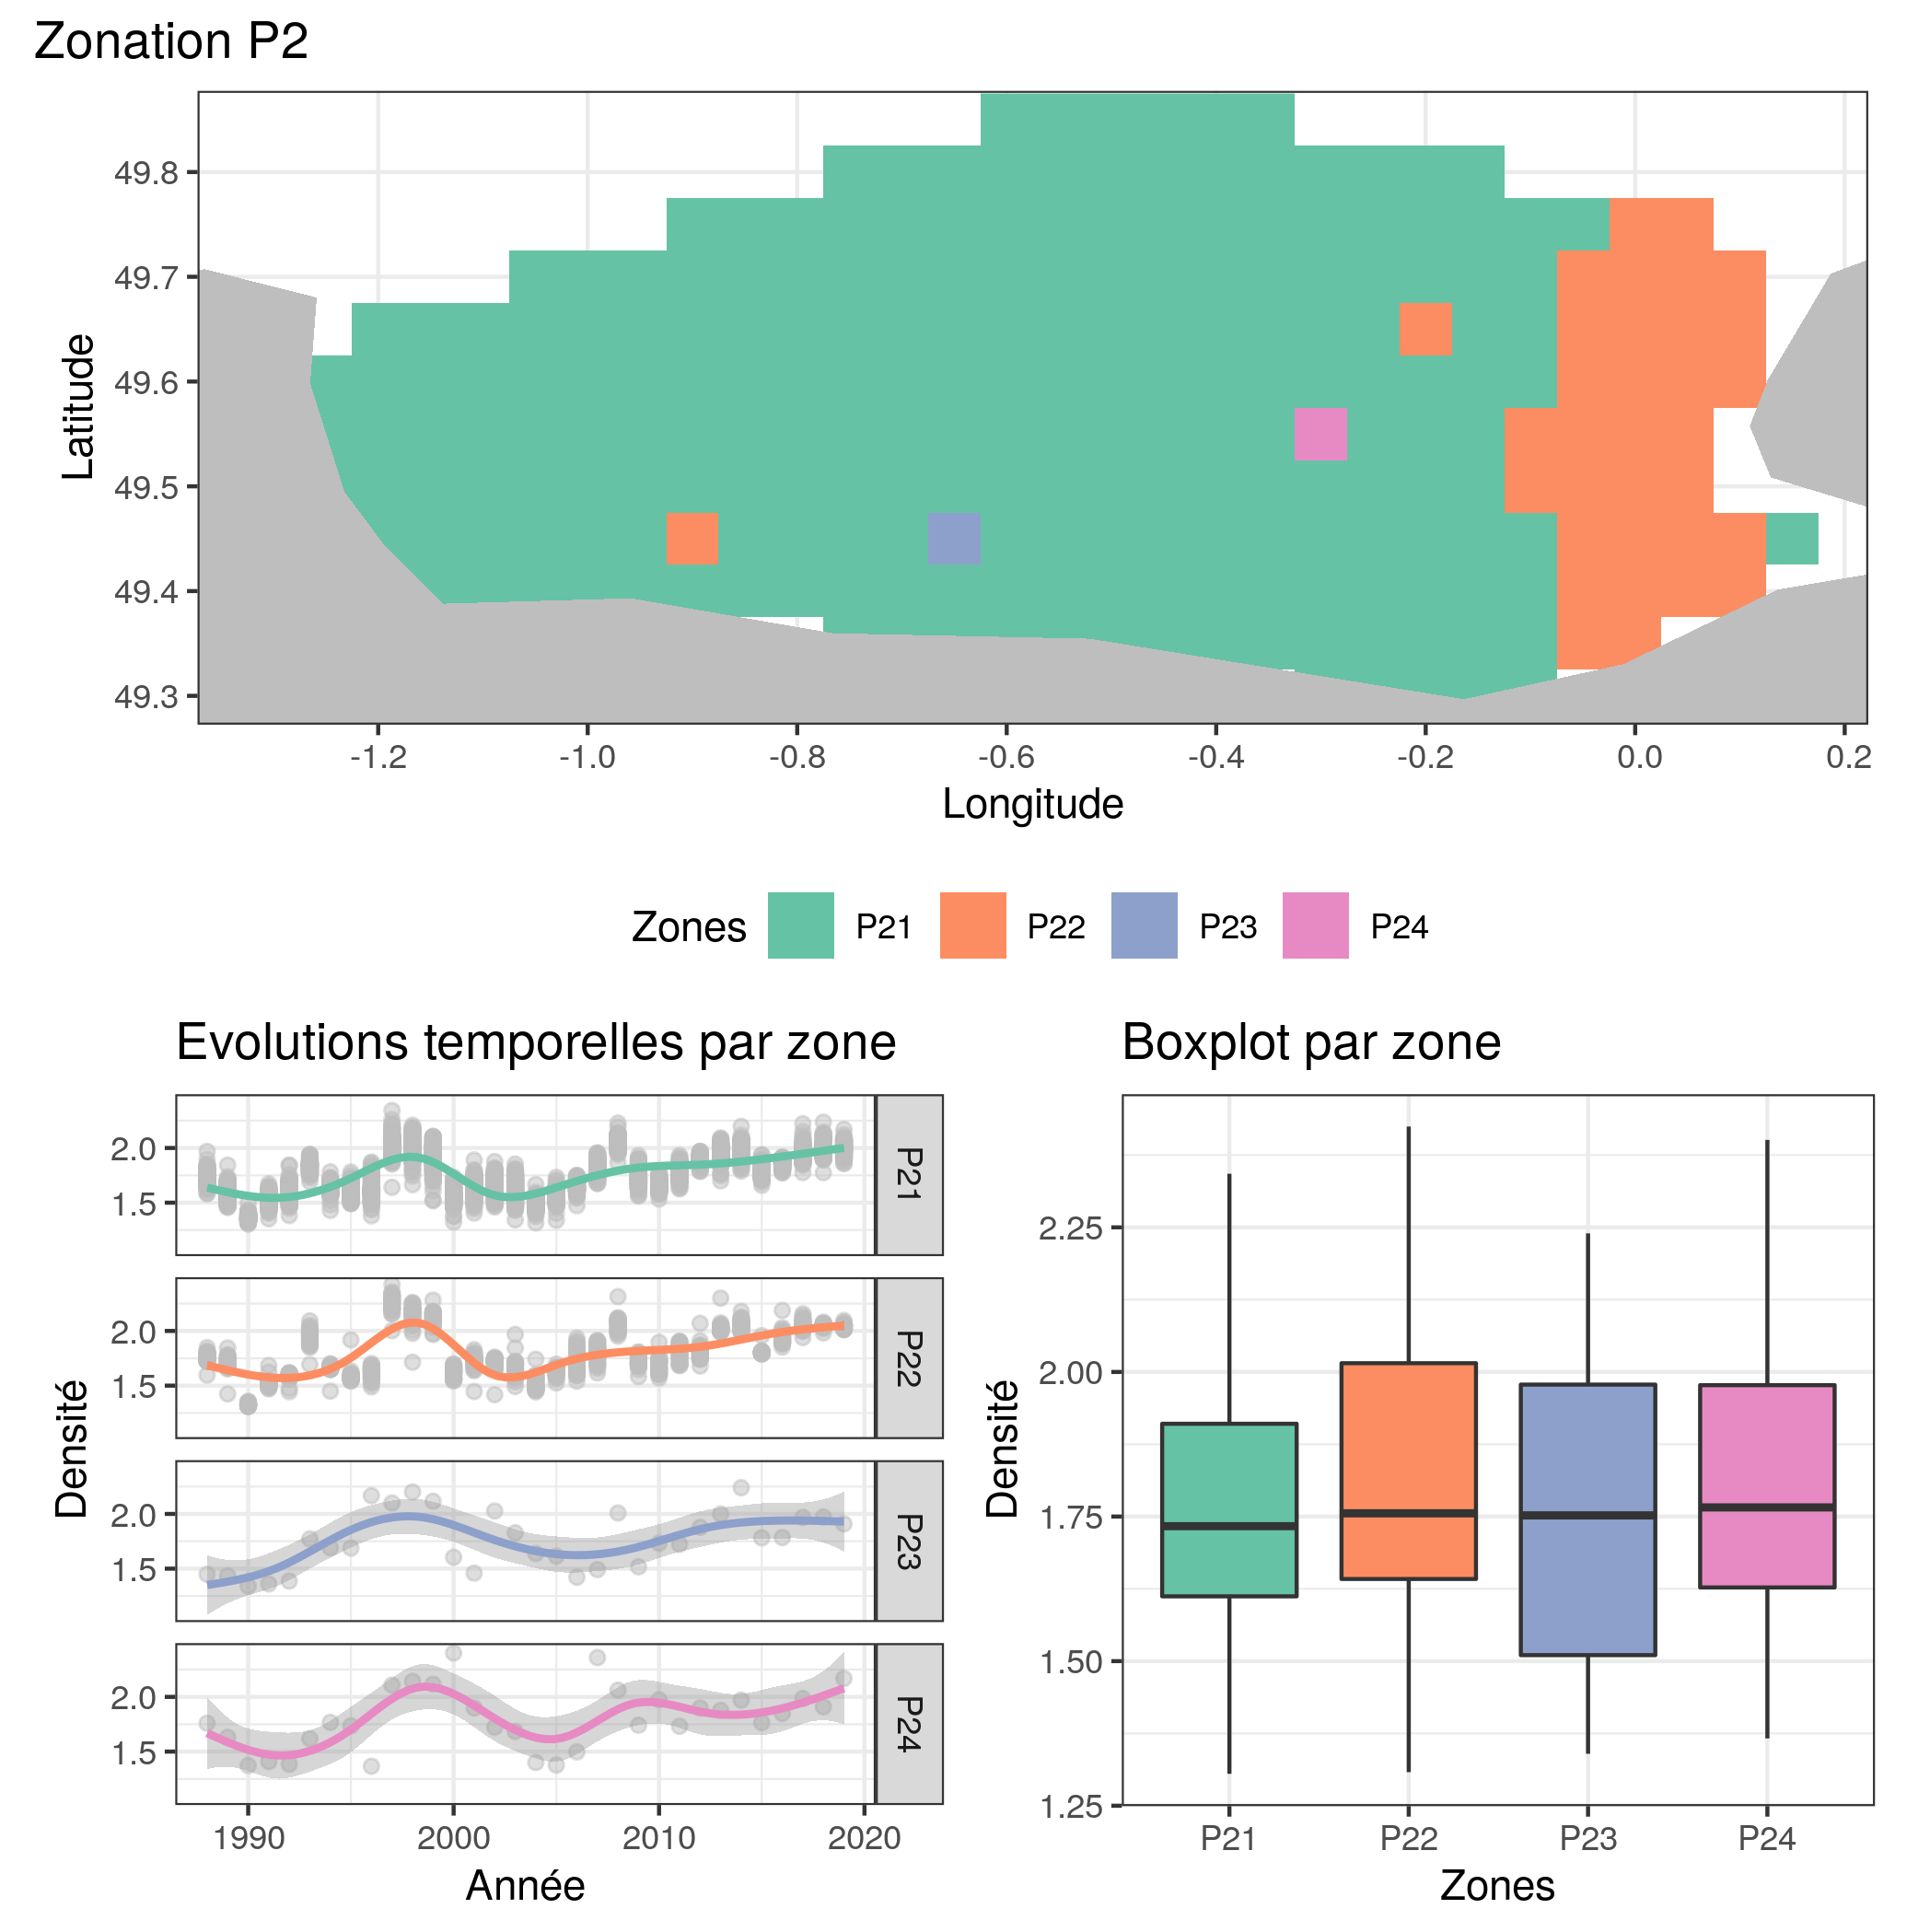 Zonation P2
49.8
49.7
49.6
49.5
49.4
49.3
Latitude
-1.2 -1.0 -0.8 -0.6 -0.4 -0.2 0.0 0.2
Longitude
Zones P21 P22 P23 P24
Evolutions temporelles par zone
2.0
1.5
P21
2.0
1.5
P22
2.0
1.5
P23
2.0
1.5
P24
Densité
1990 2000 2010 2020
Année
Boxplot par zone
2.25
2.00
1.75
1.50
1.25
Densité
P21 P22 P23 P24
Zones